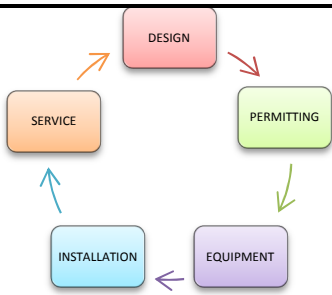 DESIGN
PERMITTING
EQUIPMENT
INSTALLATION
SERVICE